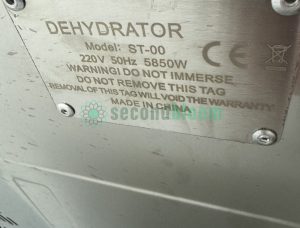 DEHYDRATOR
Model: ST-00
220V 50Hz 5850W
WARNING! DO NOT IMMERSE
DO NOT REMOVE THIS TAG
REMOVAL OF THIS TAG WILL VOID THE WARRANTY
MADE IN CHINA
CE